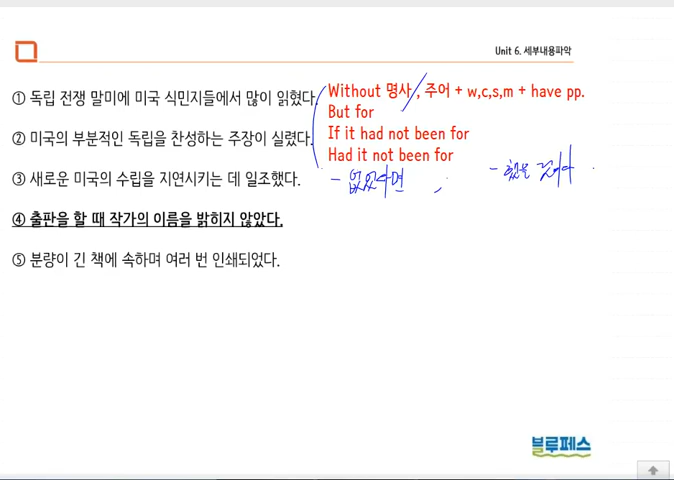 Unit 6. 세부내용파악
① 독립 전쟁 말미에 미국 식민지들에서 많이 읽혔다.
Without 명사, 주어 + w,c,s,m + have pp.
But for
② 미국의 부분적인 독립을 찬성하는 주장이 실렸다.
If it had not been for
Had it not been for
③ 새로운 미국의 수립을 지연시키는 데 일조했다.
- 없었다면, - 했을 것이다.
④ 출판을 할 때 작가의 이름을 밝히지 않았다.
⑤ 분량이 긴 책에 속하며 여러 번 인쇄되었다.
블루페스